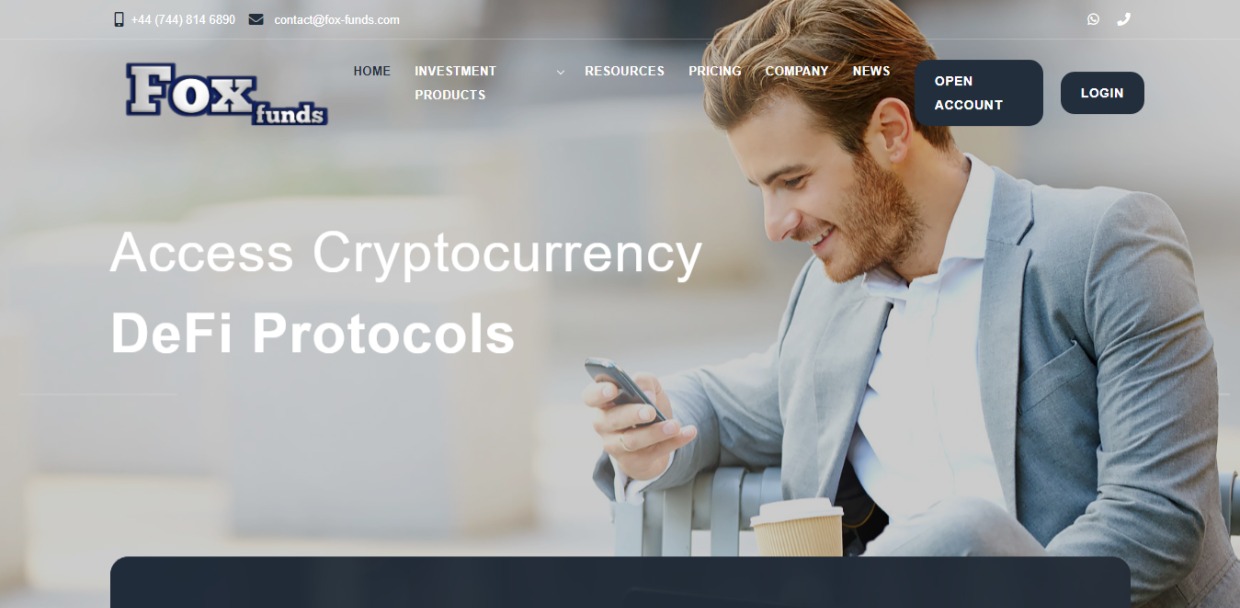 +44 (744) 814 6890 contact@fox-funds.com
Fox
funds
HOME INVESTMENT PRODUCTS RESOURCES PRICING COMPANY NEWS
OPEN ACCOUNT
LOGIN
Access Cryptocurrency
DeFi Protocols